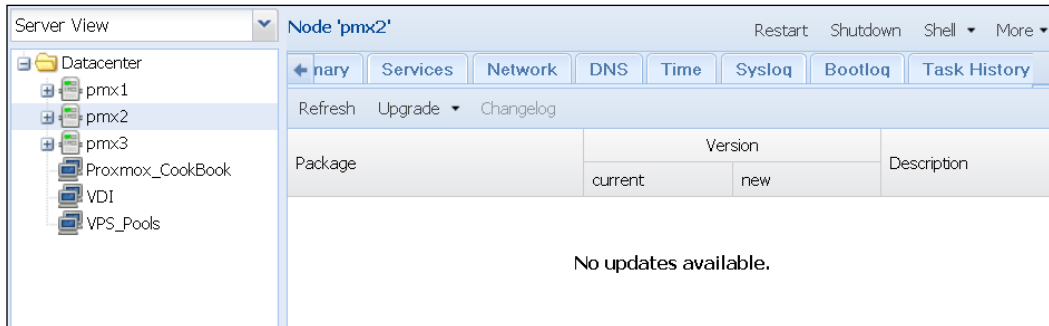 Server View
Datacenter
pmx1
pmx2
pmx3
Proxmox_CookBook
VDI
VPS_Pools
Node 'pmx2'
Restart Shutdown Shell More
nary Services Network DNS Time Syslog Bootlog Task History
Refresh Upgrade Changelog
Package Version Description
current new
No updates available.